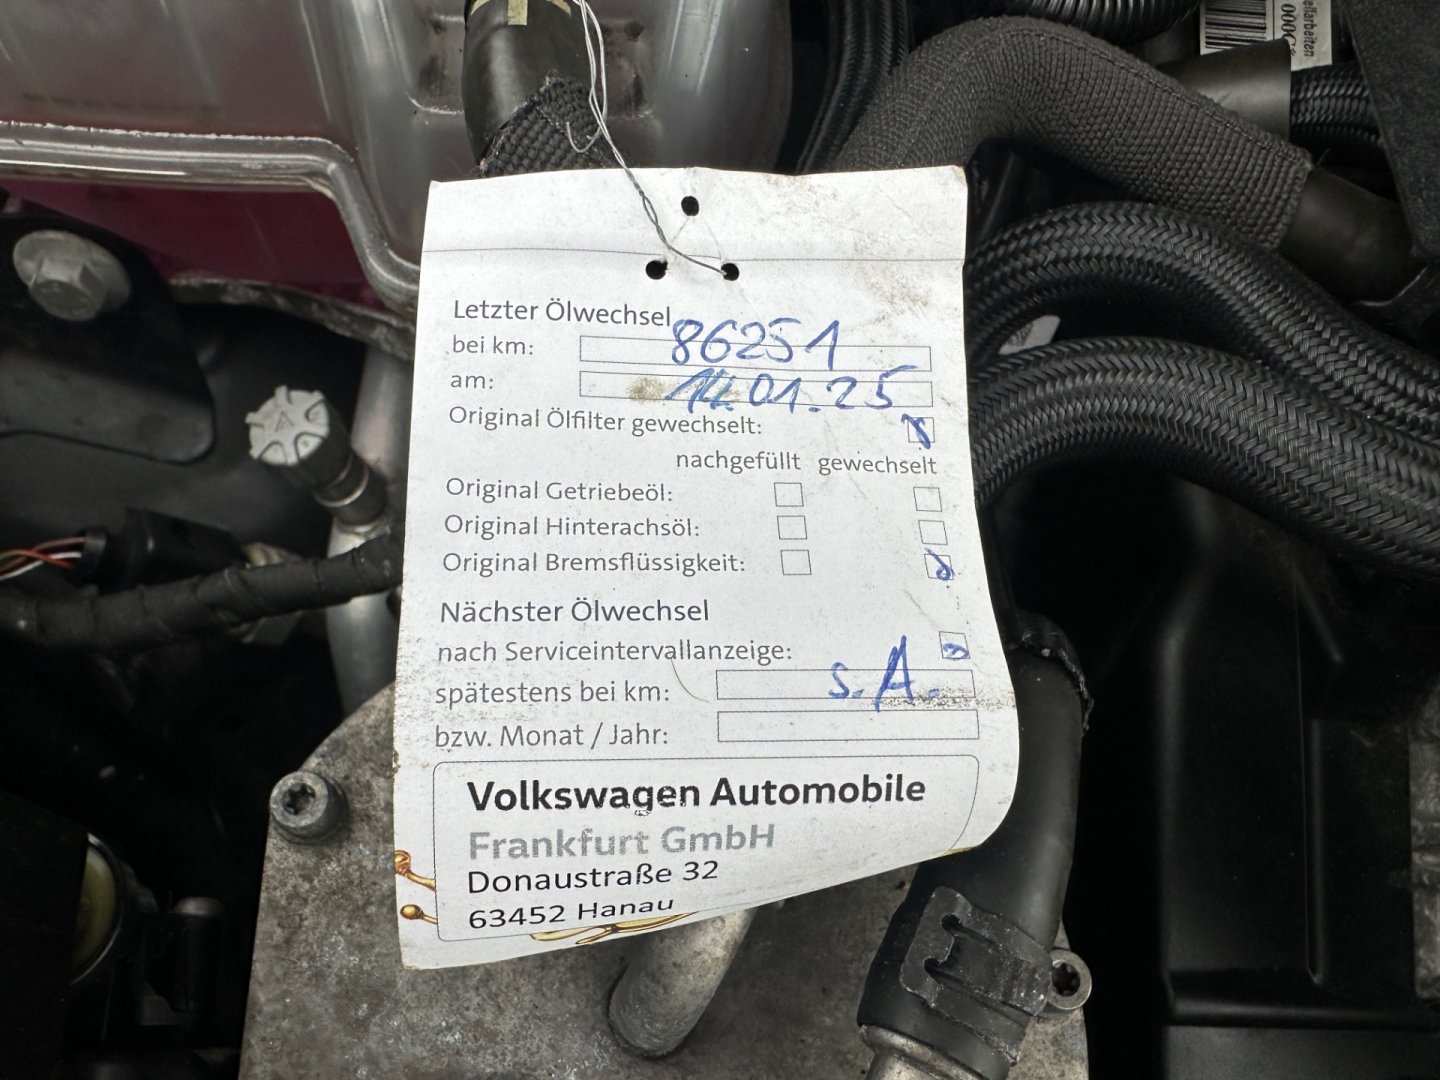 eißarbeiten
Letzter Ölwechsel
bei km: 86251
am: 14.01.25
Original Ölfilter gewechselt:
nachgefüllt gewechselt
Original Getriebeöl:
Original Hinterachsöl:
Original Bremsflüssigkeit:
Nächster Ölwechsel
nach Serviceintervallanzeige:
spätestens bei km: s.A.
bzw. Monat / Jahr:
Volkswagen Automobile
Frankfurt GmbH
Donaustraße 32
63452 Hanau